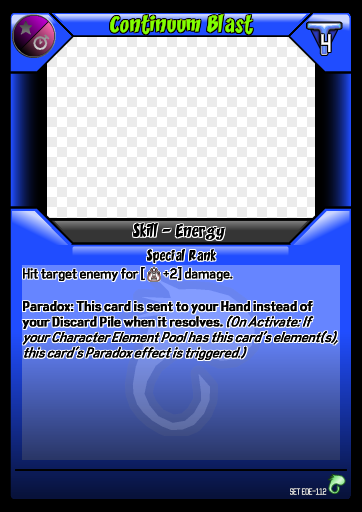 Continuum Blast
4
Skill - Energy
Special Rank
Hit target enemy for [ +2] damage.
Paradox: This card is sent to your Hand instead of
your Discard Pile when it resolves. (On Activate: If
your Character Element Pool has this card's element(s),
this card's Paradox effect is triggered.)
SET EOE-112